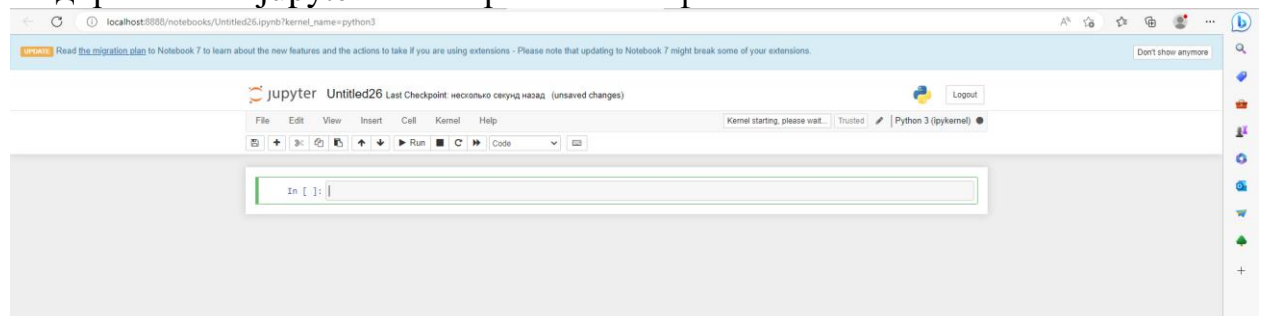 jupyter
localhost:8888/notebooks/Untitled26.ipynb?kernel_name=python3
UPDATE Read the migration plan to Notebook 7 to learn about the new features and the actions to take if you are using extensions - Please note that updating to Notebook 7 might break some of your extensions.
Don't show anymore
jupyter Untitled26 Last Checkpoint: несколько секунд назад (unsaved changes)
Logout
File Edit View Insert Cell Kernel Help
Kernel starting, please wait... Trusted Python 3 (ipykernel)
Run Code
In [ ]: